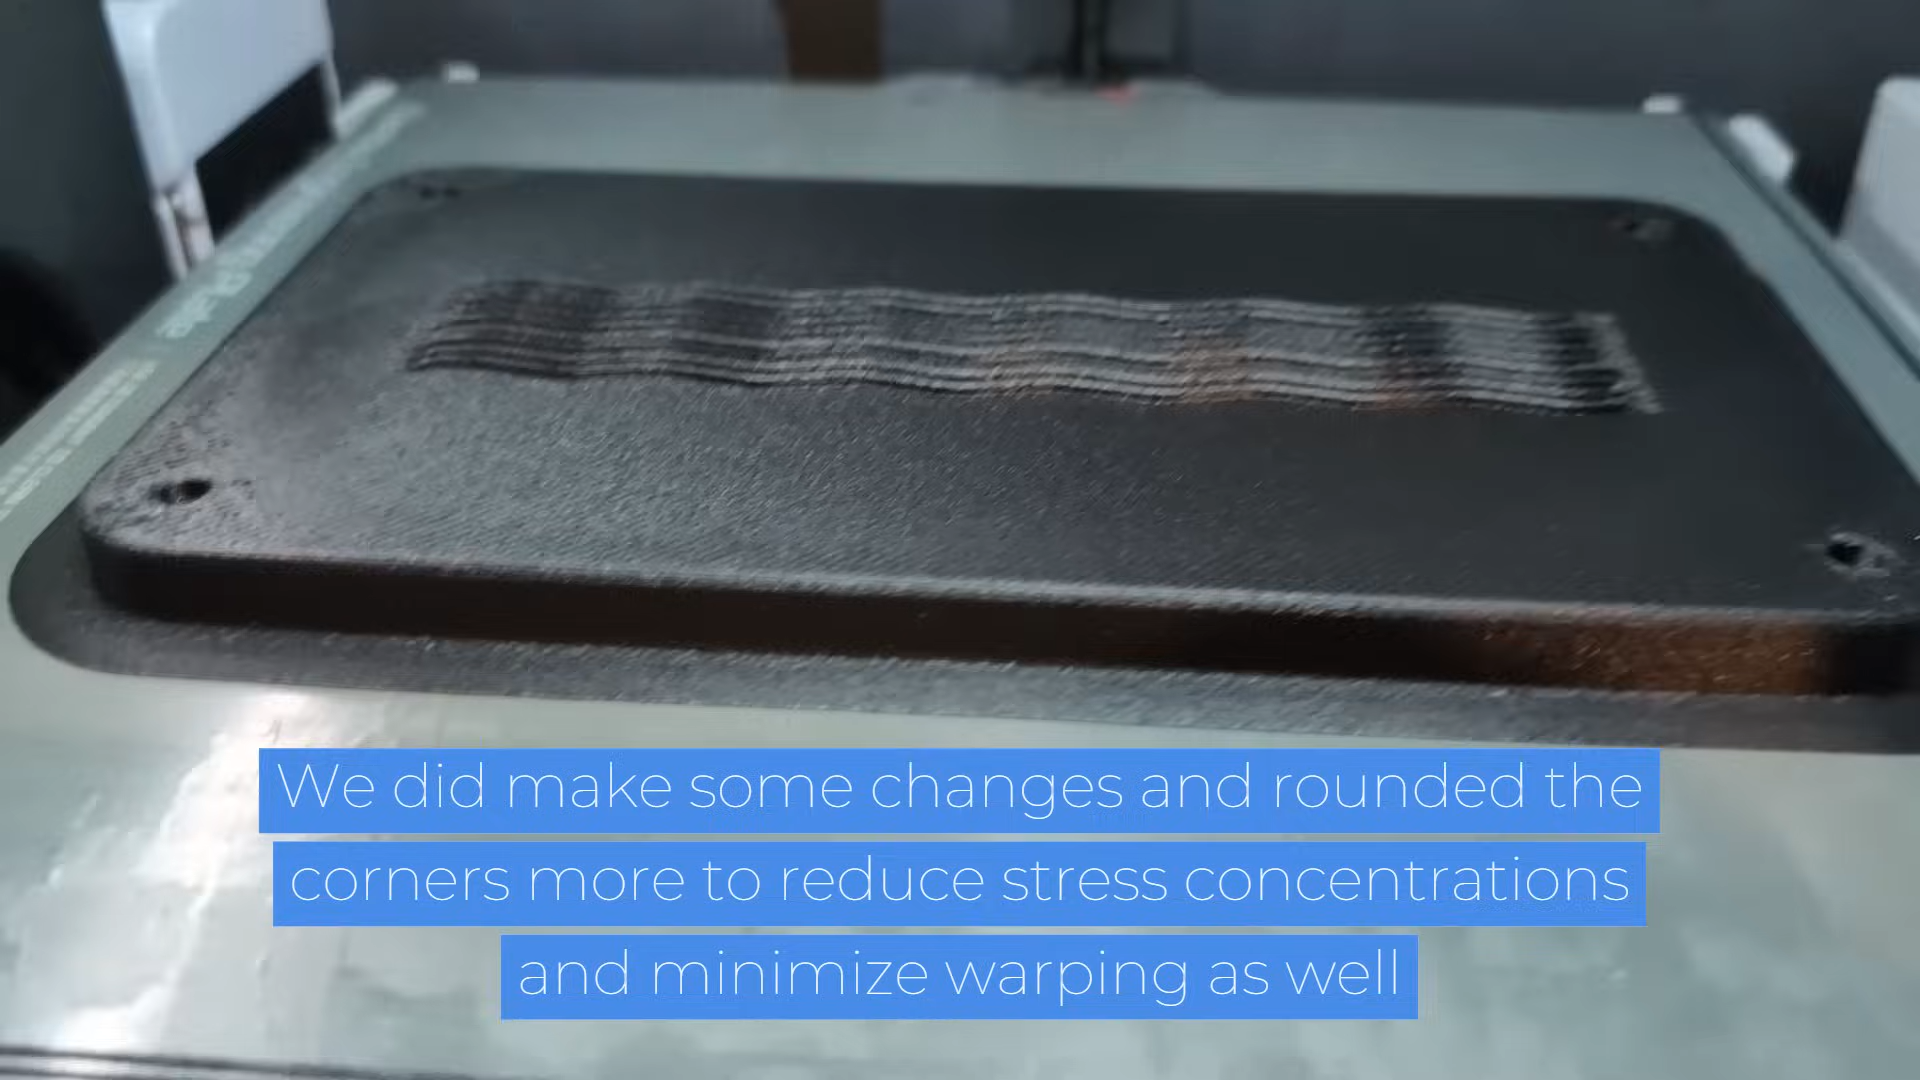 We did make some changes and rounded the
corners more to reduce stress concentrations
and minimize warping as well